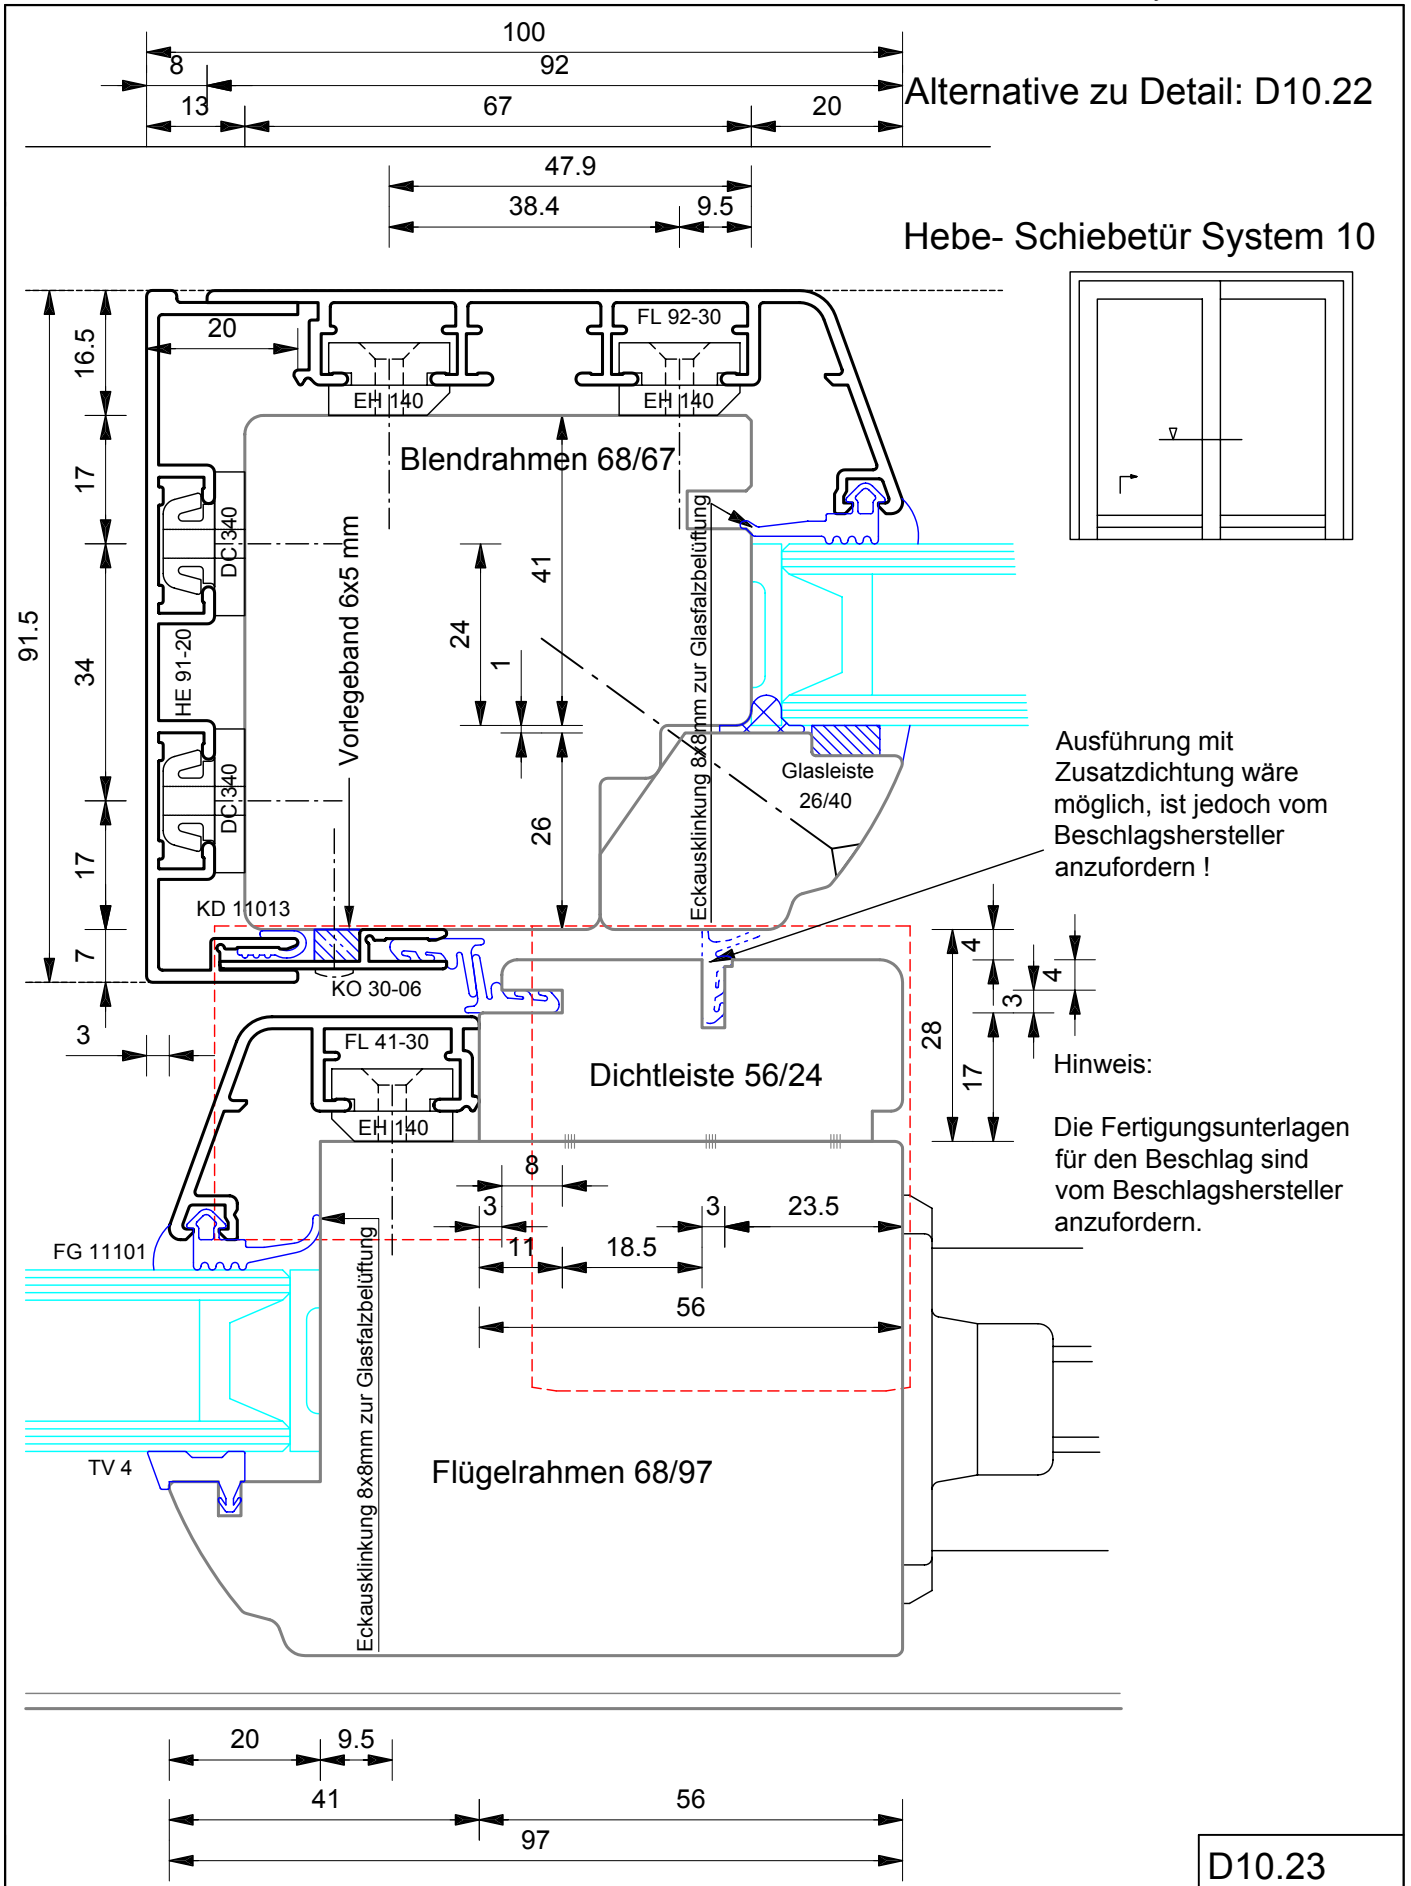 100
8
92
Alternative zu Detail: D10.22
13
67
20
47.9
38.4
9.5
Hebe- Schiebetür System 10
16.5
20
FL 92-30
EH 140
EH 140
17
Blendrahmen 68/67
DC 340
Vorlegeband 6x5 mm
41
Eckausklinkung 8x8mm zur Glasfalzbelüftung
91.5
34
HE 91-20
24
1
Ausführung mit
Zusatzdichtung wäre
möglich, ist jedoch vom
Beschlagshersteller
anzufordern !
Glasleiste
26/40
DC 340
17
26
KD 11013
7
KO 30-06
4
4
3
28
17
3
FL 41-30
Dichtleiste 56/24
EH 140
Hinweis:
Die Fertigungsunterlagen
für den Beschlag sind
vom Beschlagshersteller
anzufordern.
8
3
3
23.5
FG 11101
11
18.5
56
Eckausklinkung 8x8mm zur Glasfalzbelüftung
TV 4
Flügelrahmen 68/97
20
9.5
41
56
97
D10.23